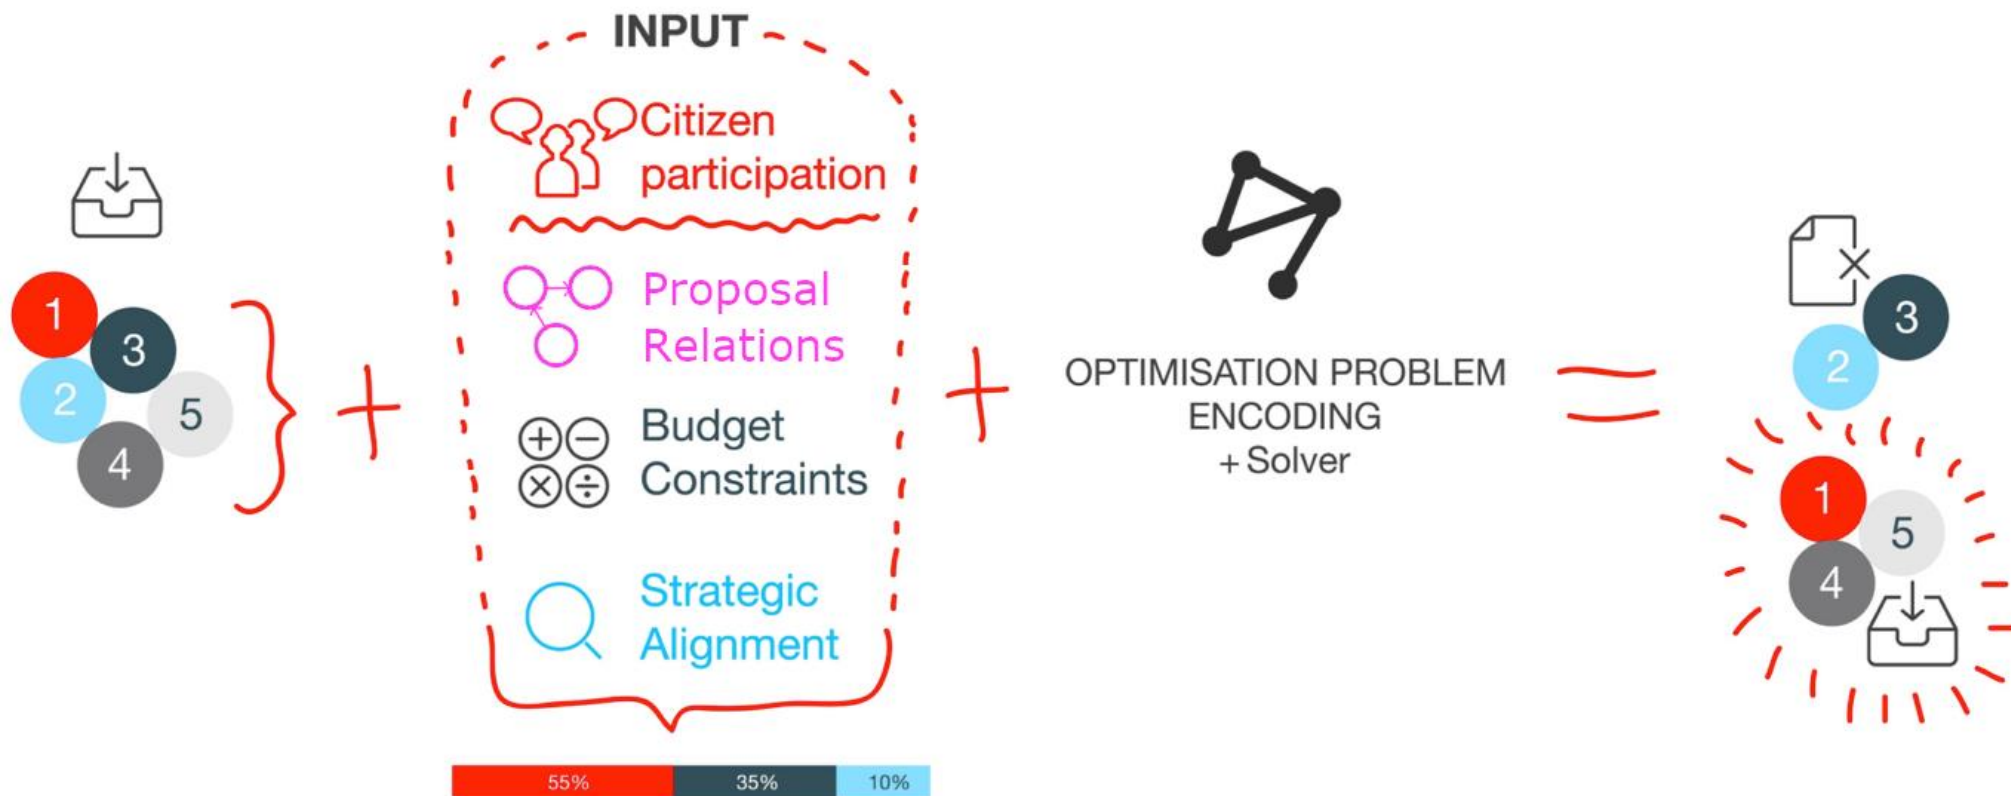 INPUT
1
3
2
5
4
Citizen
participation
Proposal
Relations
Budget
Constraints
Strategic
Alignment
55% 35% 10%
OPTIMISATION PROBLEM
ENCODING
+ Solver
3
2
1
5
4